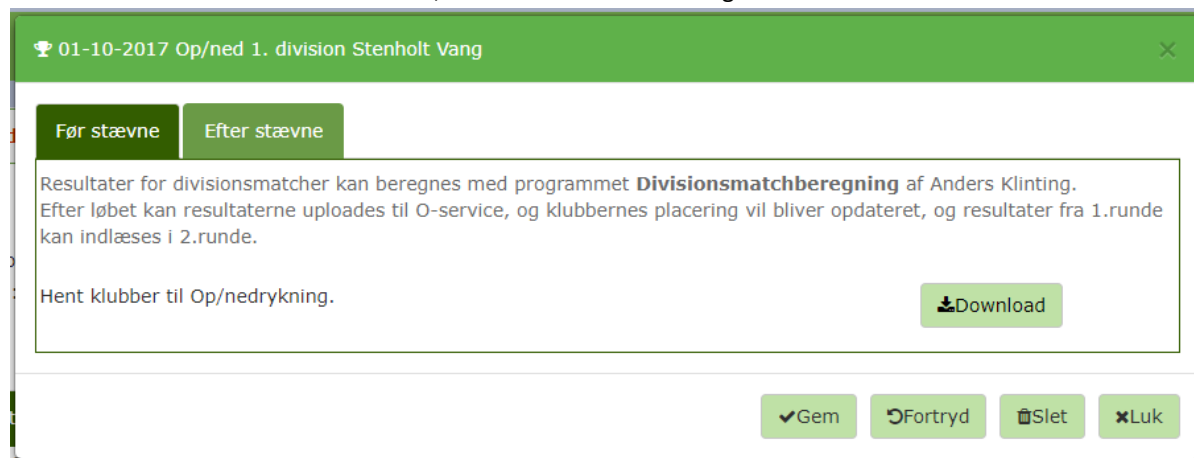 01-10-2017 Op/ned 1. division Stenholt Vang
Før stævne
Efter stævne
Resultater for divisionsmatcher kan beregnes med programmet Divisionsmatchberegning af Anders Klinting.
Efter løbet kan resultaterne uploades til O-service, og klubbernes placering vil bliver opdateret, og resultater fra 1.runde
kan indlæses i 2.runde.
Hent klubber til Op/nedrykning.
Download
Gem
Fortryd
Slet
Luk